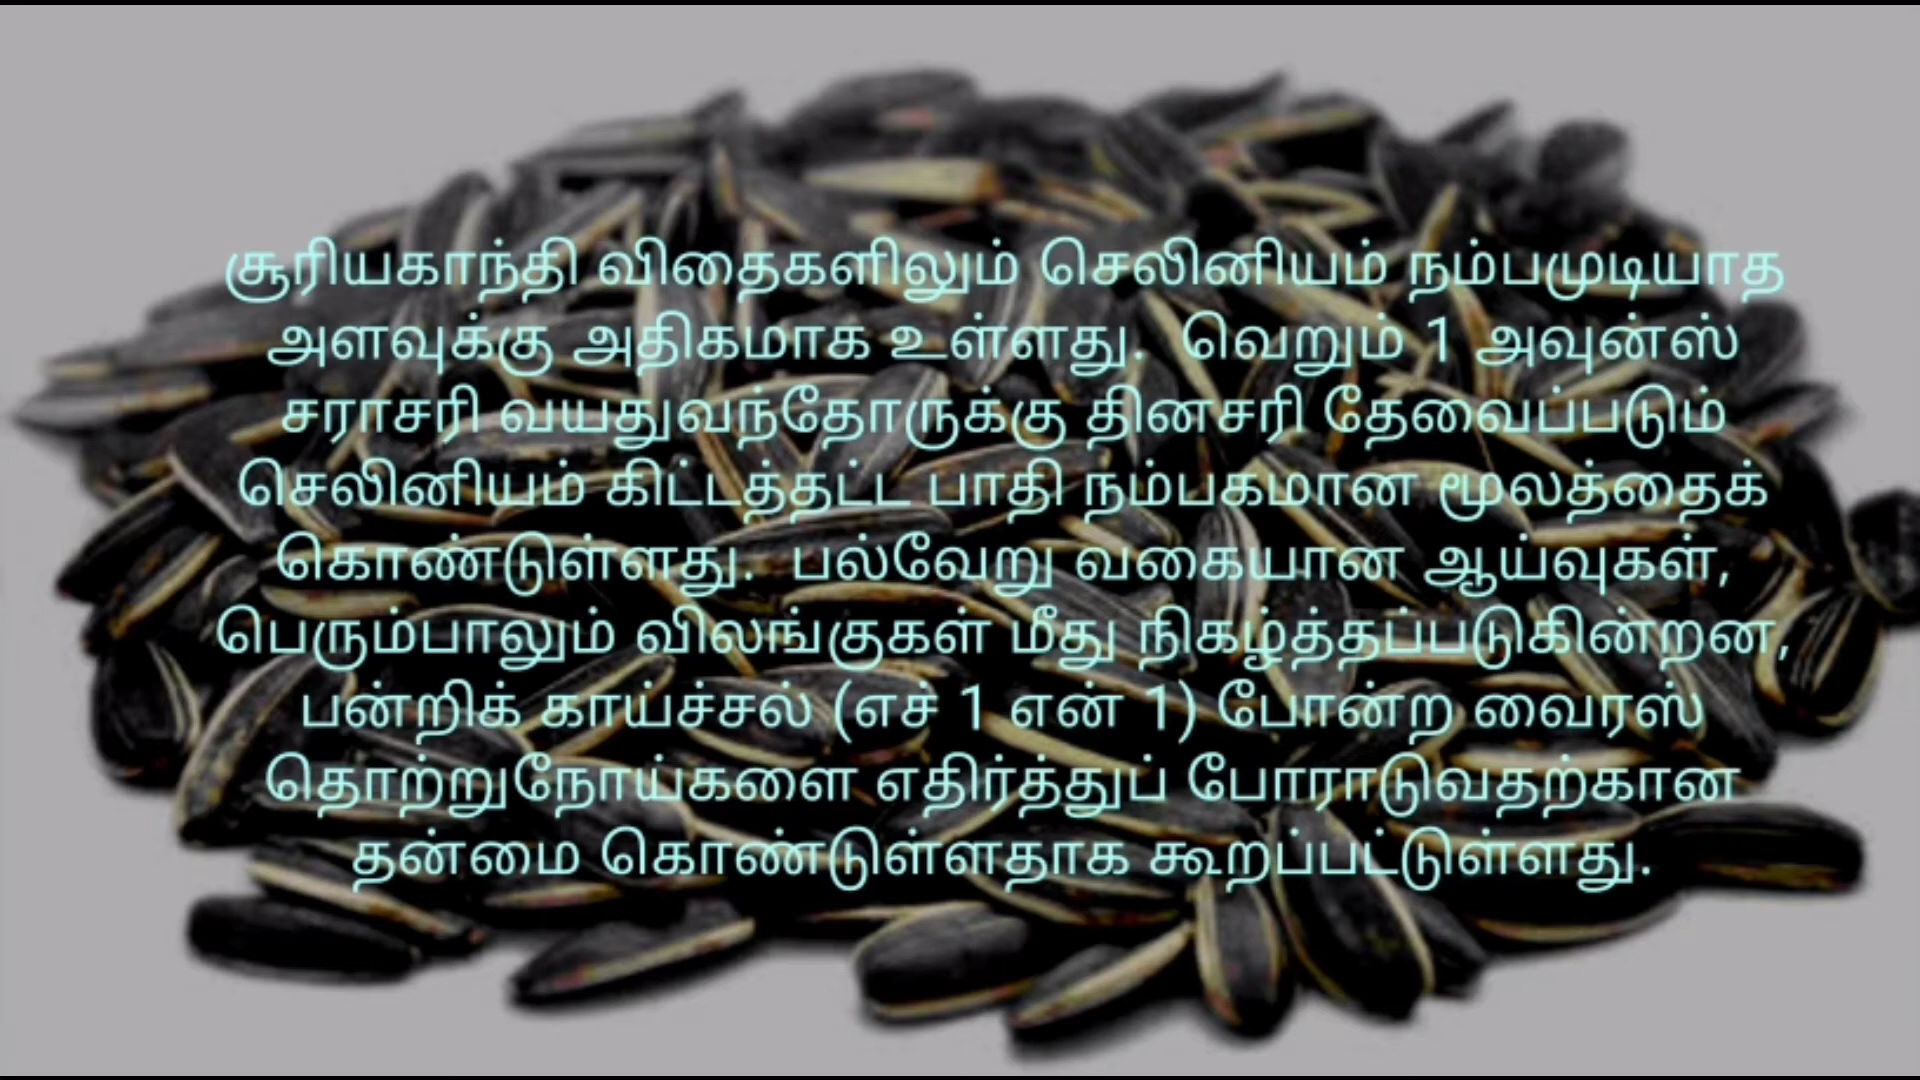 சூரியகாந்தி விதைகளிலும் செலினியம் நம்பமுடியாத
அளவுக்கு அதிகமாக உள்ளது.  வெறும் 1 அவுன்ஸ்
சராசரி வயதுவந்தோருக்கு தினசரி தேவைப்படும்
செலினியம் கிட்டத்தட்ட பாதி நம்பகமான மூலத்தைக்
கொண்டுள்ளது.  பல்வேறு வகையான ஆய்வுகள்,
பெரும்பாலும் விலங்குகள் மீது நிகழ்த்தப்படுகின்றன,
பன்றிக் காய்ச்சல் (எச் 1 என் 1) போன்ற வைரஸ்
தொற்றுநோய்களை எதிர்த்துப் போராடுவதற்கான
தன்மை கொண்டுள்ளதாக கூறப்பட்டுள்ளது.